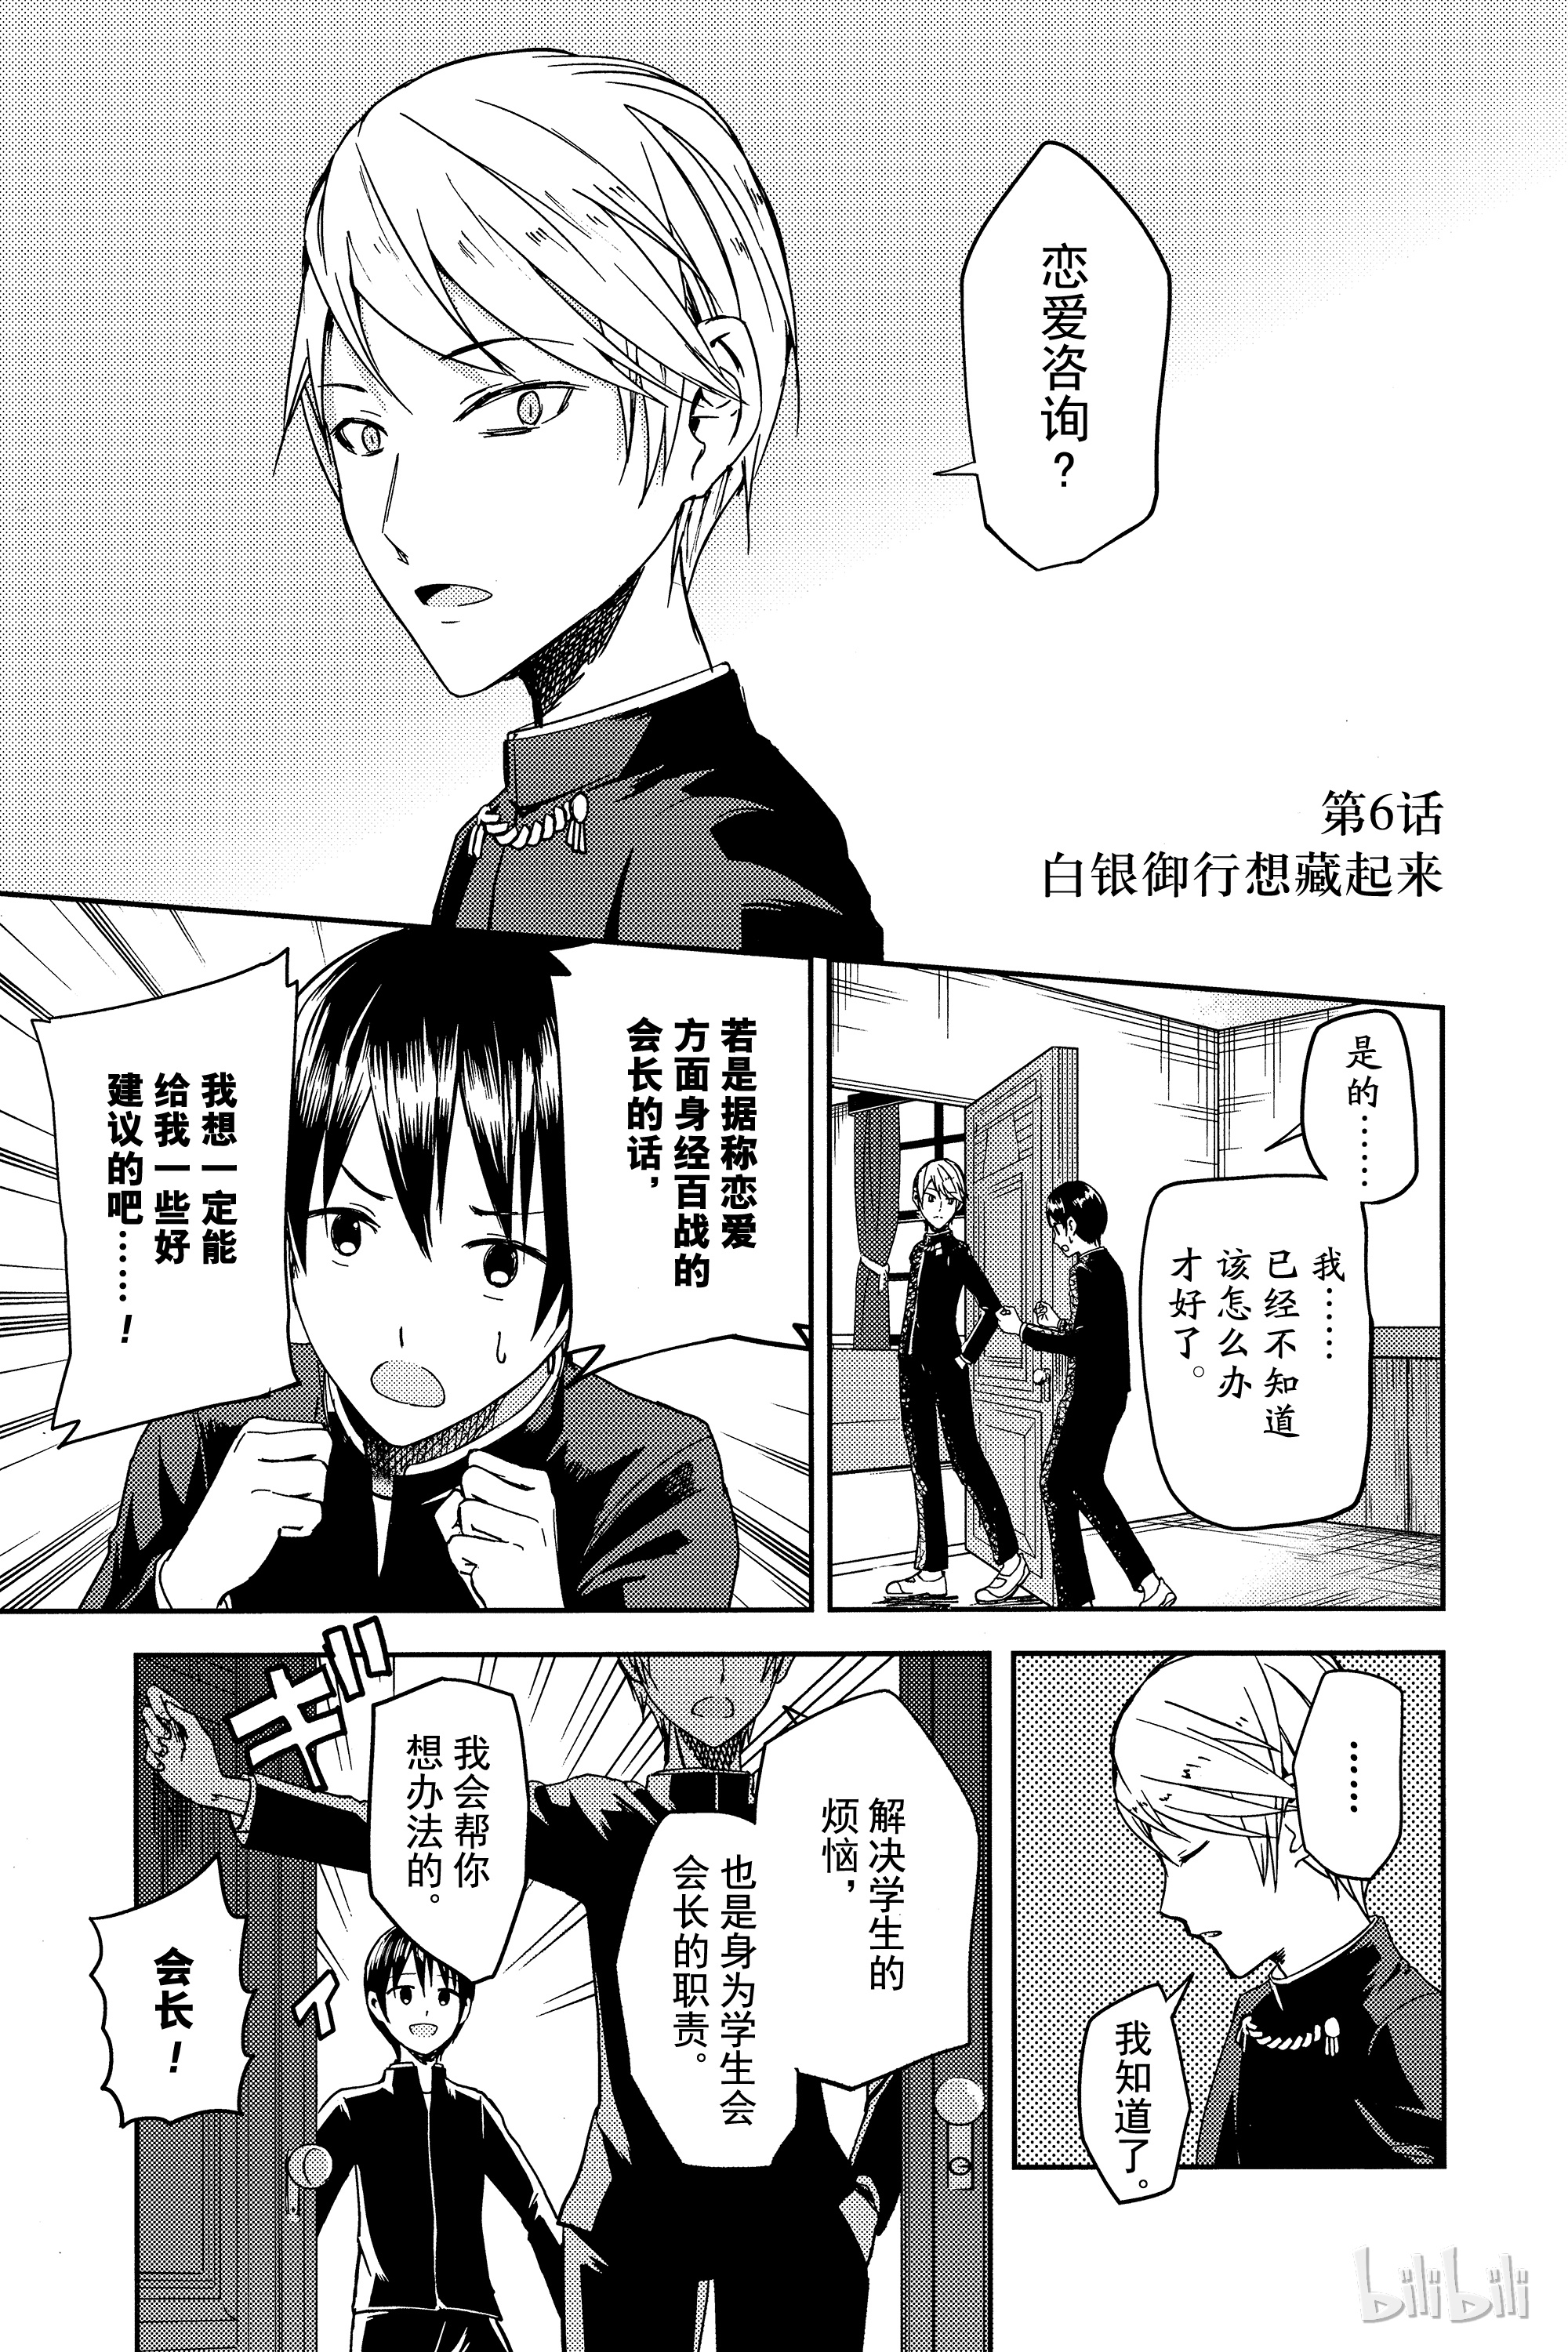 恋爱咨询？
第6话
白银御行想藏起来
是的……
我……
已经不知道
该怎么办
才好了。
若是据称恋爱
方面身经百战的
会长的话，
我想一定能
给我一些好
建议的吧……！
……
我知道了。
解决学生的
烦恼，
也是身为学生会
会长的职责。
我会帮你
想办法的。
ギギギィ
会长！
bilibili